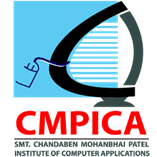 CMPICA
SMT. CHANDABEN MOHANBHAI PATEL
INSTITUTE OF COMPUTER APPLICATIONS